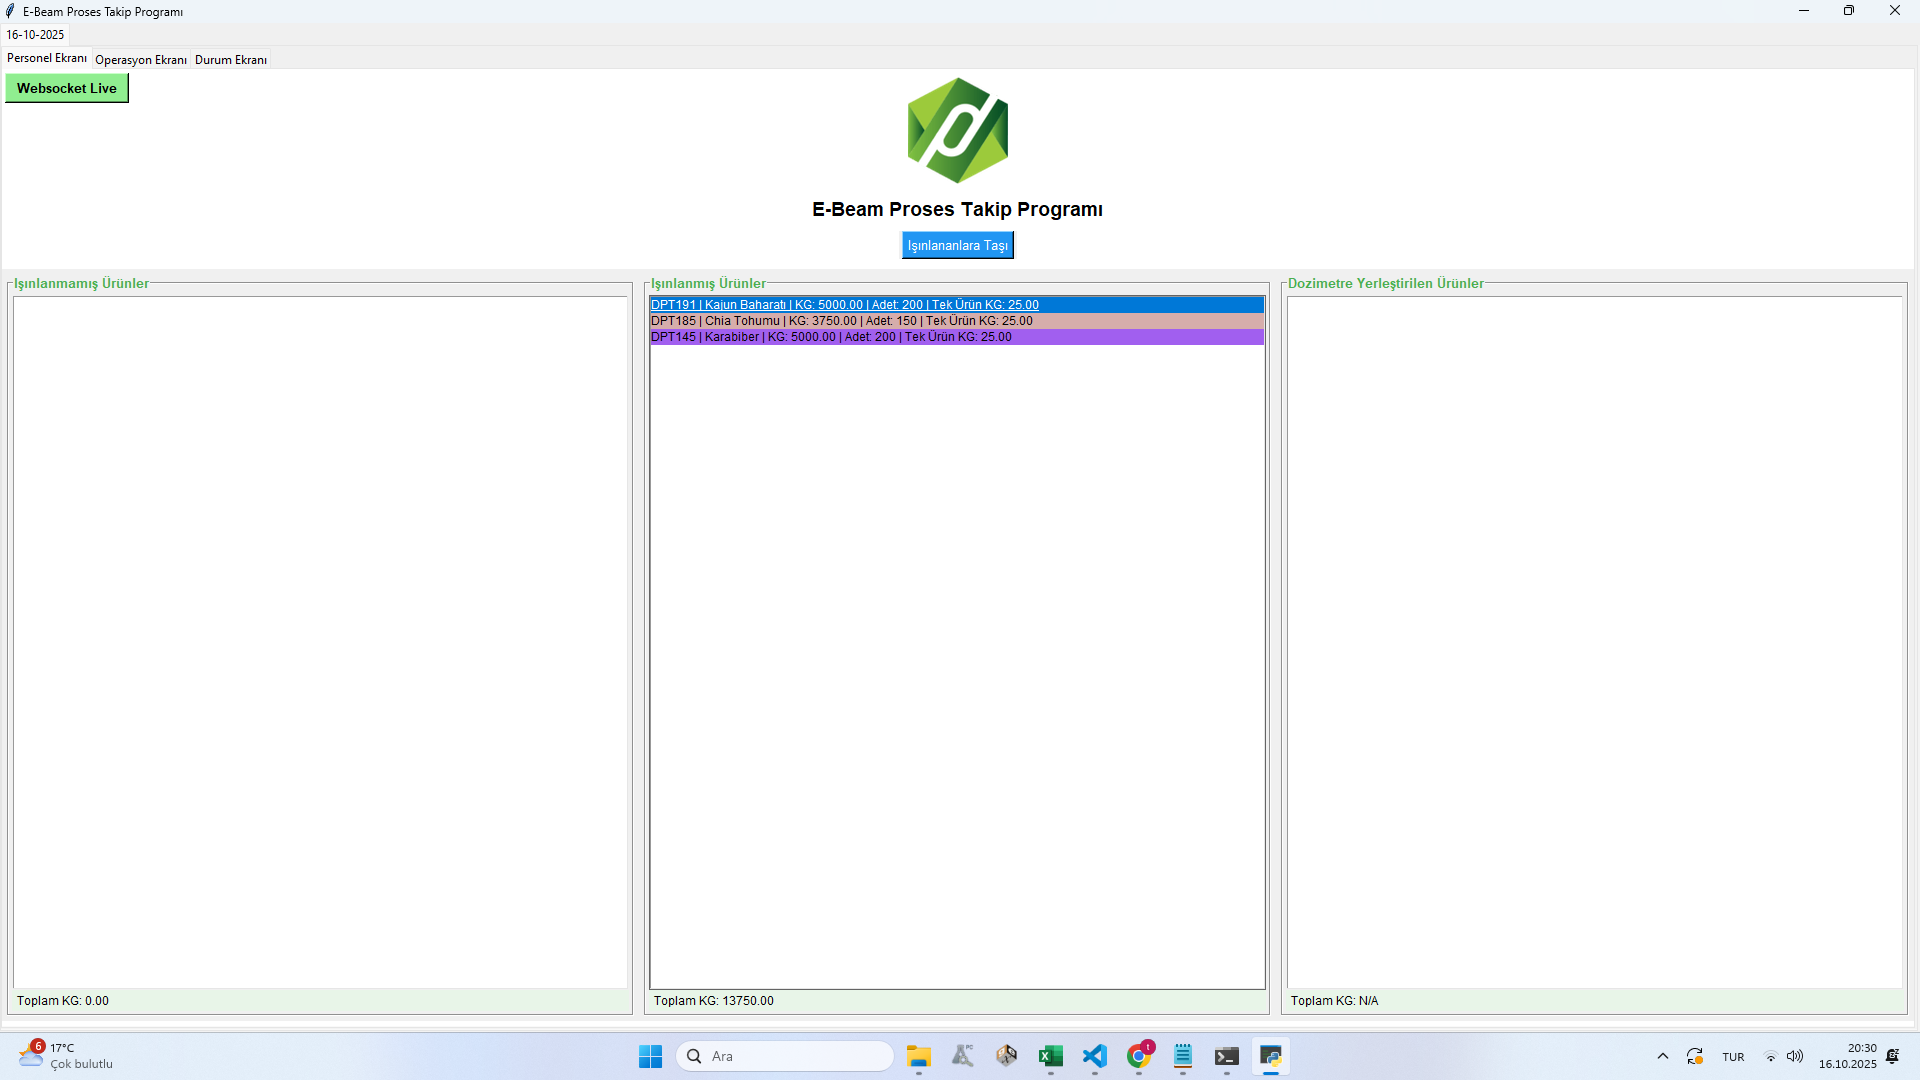 E-Beam Proses Takip Programı
16-10-2025
Personel Ekranı Operasyon Ekranı Durum Ekranı
Websocket Live
E-Beam Proses Takip Programı
Işınlananlara Taşı
Işınlanmamış Ürünler
Toplam KG: 0.00
Işınlanmış Ürünler
DPT191 | Kajun Baharatı | KG: 5000.00 | Adet: 200 | Tek Ürün KG: 25.00
DPT185 | Chia Tohumu | KG: 3750.00 | Adet: 150 | Tek Ürün KG: 25.00
DPT145 | Karabiber | KG: 5000.00 | Adet: 200 | Tek Ürün KG: 25.00
Toplam KG: 13750.00
Dozimetre Yerleştirilen Ürünler
Toplam KG: N/A
6
17°C
Çok bulutlu
Ara
PC
t
TUR
20:30
16.10.2025